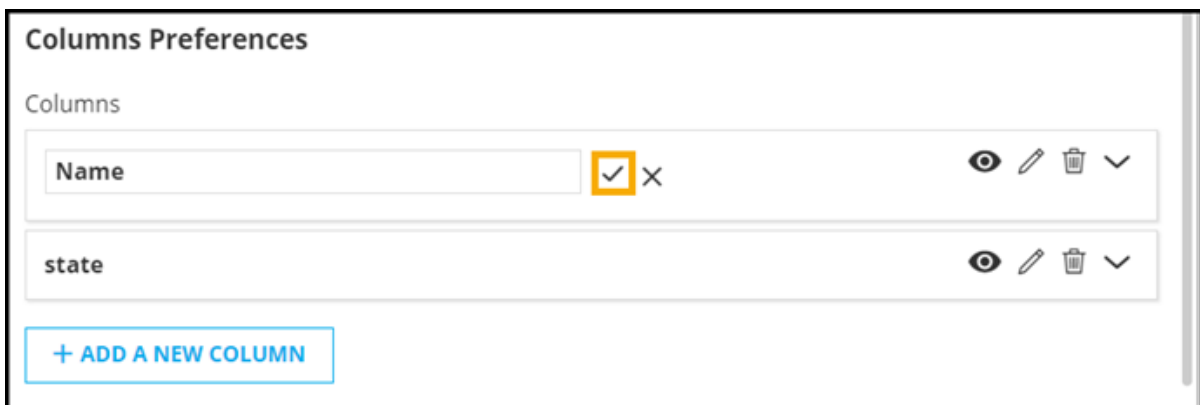 Columns Preferences
Columns
Name
state
+ ADD A NEW COLUMN